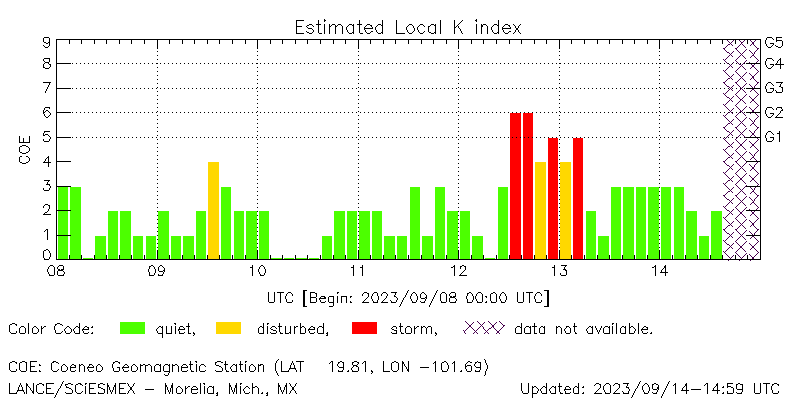 Estimated Local K index
9
8
7
6
5
4
3
2
1
0
COE
G5
G4
G3
G2
G1
08 09 10 11 12 13 14
UTC [Begin: 2023/09/08 00:00 UTC]
Color Code: quiet, disturbed, storm, data not available.
COE: Coeneo Geomagnetic Station (LAT 19.81, LON -101.69)
LANCE/SCiESMEX - Morelia, Mich., MX Updated: 2023/09/14-14:59 UTC